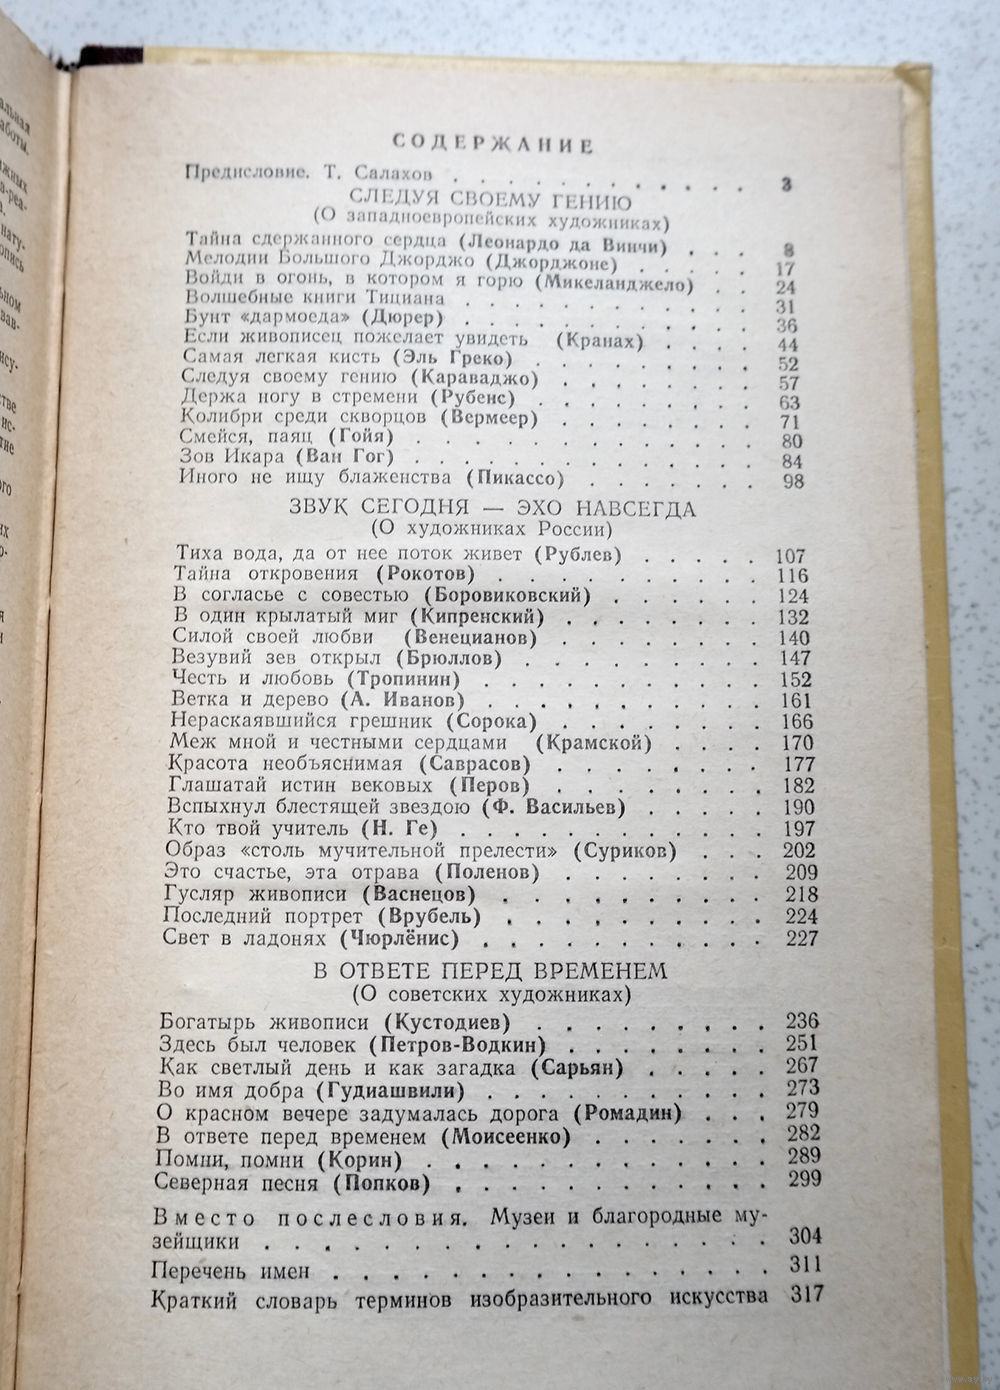 СОДЕРЖАНИЕ
Предисловие. Т. Салахов . . . . . . . . . . . . 3
СЛЕДУЯ СВОЕМУ ГЕНИЮ
(О западноевропейских художниках)
Тайна сдержанного сердца (Леонардо да Винчи) . . . 8
Мелодии Большого Джорджо (Джорджоне) . . . . . 17
Войди в огонь, в котором я горю (Микеланджело) . . 24
Волшебные книги Тициана . . . . . . . . . . . 31
Бунт «дармоеда» (Дюрер) . . . . . . . . . . . 36
Если живописец пожелает увидеть (Кранах) . . . . 44
Самая легкая кисть (Эль Греко) . . . . . . . . 52
Следуя своему гению (Караваджо) . . . . . . . 57
Держа ногу в стремени (Рубенс) . . . . . . . . 63
Колибри среди скворцов (Вермеер) . . . . . . . 71
Смейся, паяц (Гойя) . . . . . . . . . . . . 80
Зов Икара (Ван Гог) . . . . . . . . . . . . 84
Иного не ищу блаженства (Пикассо) . . . . . . 98
ЗВУК СЕГОДНЯ — ЭХО НАВСЕГДА
(О художниках России)
Тиха вода, да от нее поток живет (Рублев) . . . . . 107
Тайна откровения (Рокотов) . . . . . . . . . . 116
В согласье с совестью (Боровиковский) . . . . . . 124
В один крылатый миг (Кипренский) . . . . . . . 132
Силой своей любви (Венецианов) . . . . . . . 140
Везувий зев открыл (Брюллов) . . . . . . . . . 147
Честь и любовь (Тропинин) . . . . . . . . . . 152
Ветка и дерево (А. Иванов) . . . . . . . . . . 161
Нераскаявшийся грешник (Сорока) . . . . . . . 166
Меж мной и честными сердцами (Крамской) . . . . 170
Красота необъяснимая (Саврасов) . . . . . . . 177
Глашатай истин вековых (Перов) . . . . . . . . 182
Вспыхнул блестящей звездою (Ф. Васильев) . . . . . 190
Кто твой учитель (Н. Ге) . . . . . . . . . . . 197
Образ «столь мучительной прелести» (Суриков) . . . 202
Это счастье, эта отрава (Поленов) . . . . . . . 209
Гусляр живописи (Васнецов) . . . . . . . . . 218
Последний портрет (Врубель) . . . . . . . . . 224
Свет в ладонях (Чюрлёнис) . . . . . . . . . . 227
В ОТВЕТЕ ПЕРЕД ВРЕМЕНЕМ
(О советских художниках)
Богатырь живописи (Кустодиев) . . . . . . . . . 236
Здесь был человек (Петров-Водкин) . . . . . . . 251
Как светлый день и как загадка (Сарьян) . . . . . 267
Во имя добра (Гудиашвили) . . . . . . . . . . 273
О красном вечере задумалась дорога (Ромадин) . . . 279
В ответе перед временем (Моисеенко) . . . . . . . 282
Помни, помни (Корин) . . . . . . . . . . . . 289
Северная песня (Попков) . . . . . . . . . . . 299
Вместо послесловия. Музеи и благородные му-
зейщики . . . . . . . . . . . . . . . . . 304
Перечень имен . . . . . . . . . . . . . . . 311
Краткий словарь терминов изобразительного искусства 317